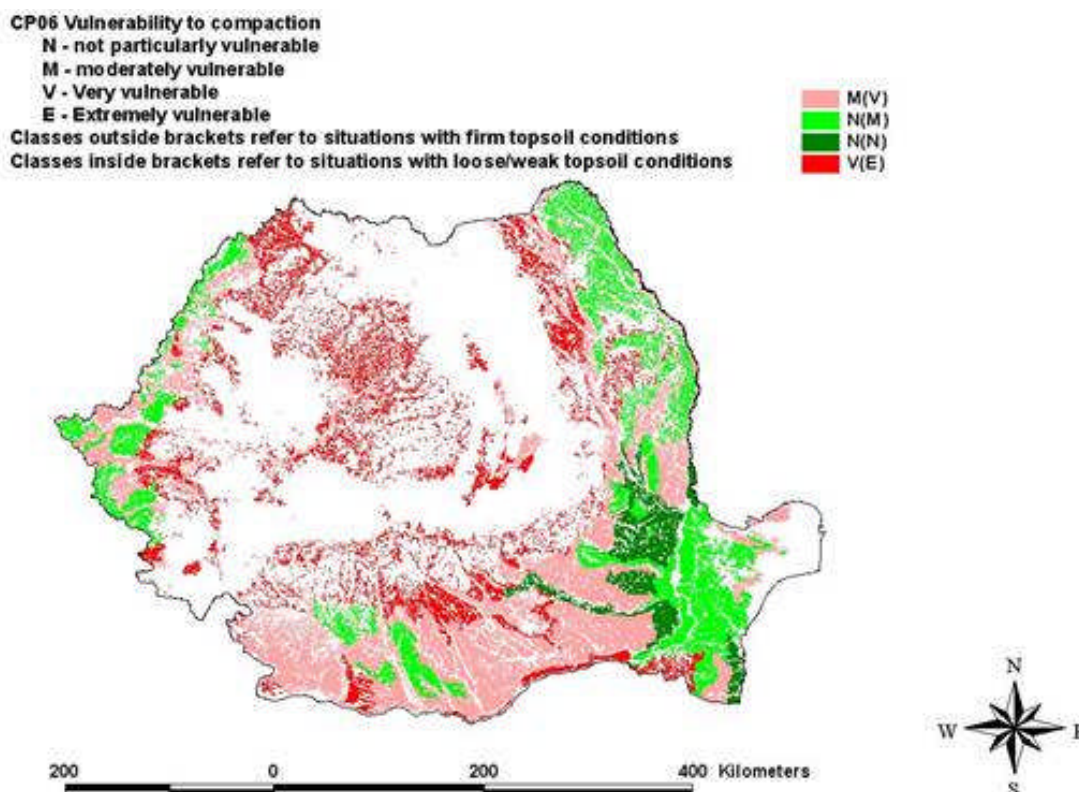 CP06 Vulnerability to compaction
N - not particularly vulnerable
M - moderately vulnerable
V - Very vulnerable
E - Extremely vulnerable
Classes outside brackets refer to situations with firm topsoil conditions
Classes inside brackets refer to situations with loose/weak topsoil conditions
M(V)
N(M)
N(N)
V(E)
N
W E
S
200 0 200 400 Kilometers